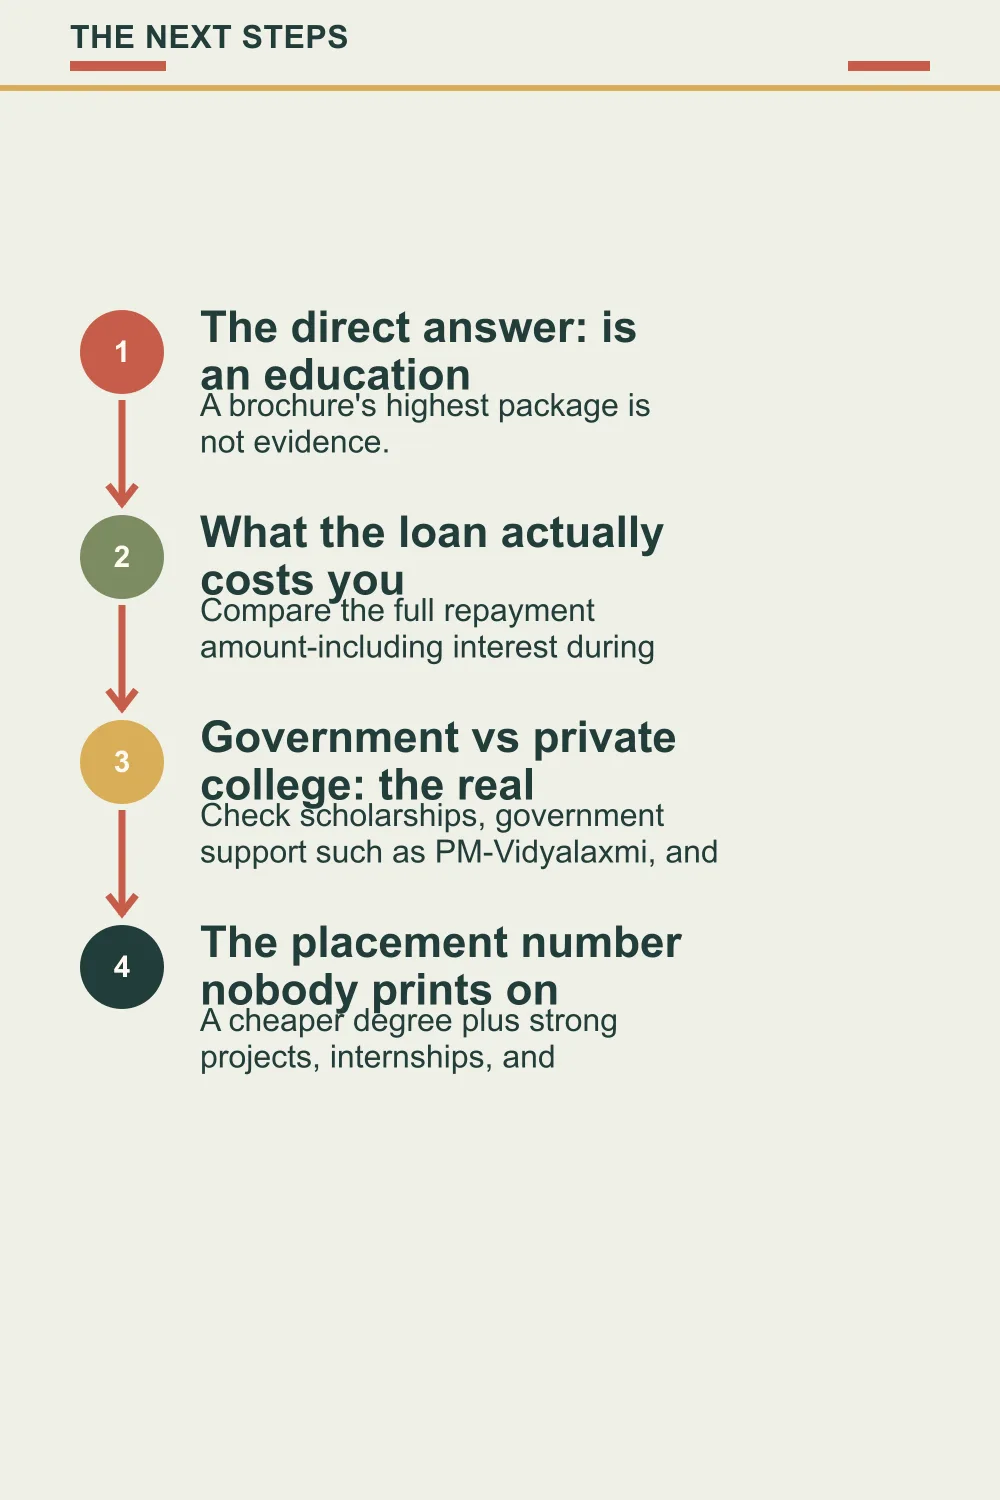 THE NEXT STEPS
1
The direct answer: is
an education
A brochure's highest package is
not evidence.
2
What the loan actually
costs you
Compare the full repayment
amount-including interest during
3
Government vs private
college: the real
Check scholarships, government
support such as PM-Vidyalaxmi, and
4
The placement number
nobody prints on
A cheaper degree plus strong
projects, internships, and